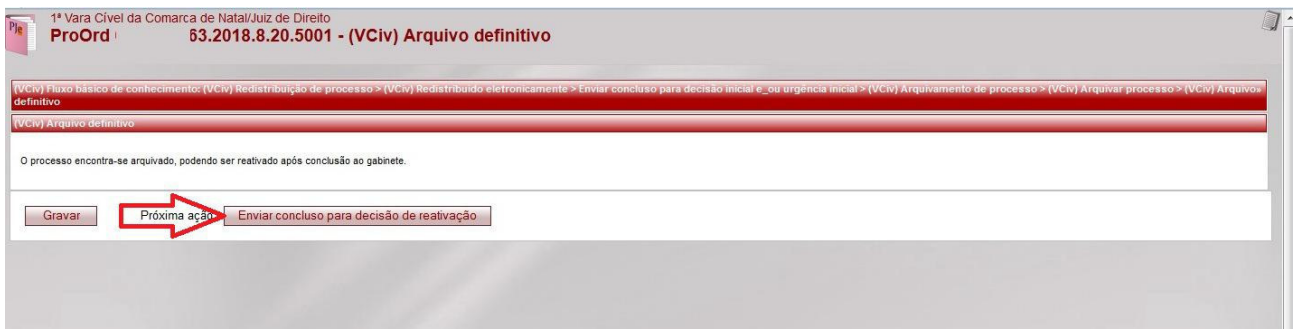 PJe
1ª Vara Cível da Comarca de Natal/Juiz de Direito
ProOrd 63.2018.8.20.5001 - (VCiv) Arquivo definitivo
(VCiv) Fluxo básico de conhecimento: (VCiv) Redistribuição de processo > (VCiv) Redistribuído eletronicamente > Enviar concluso para decisão inicial e_ou urgência inicial > (VCiv) Arquivamento de processo > (VCiv) Arquivar processo > (VCiv) Arquivo»
definitivo
(VCiv) Arquivo definitivo
O processo encontra-se arquivado, podendo ser reativado após conclusão ao gabinete.
Gravar Próxima ação Enviar concluso para decisão de reativação